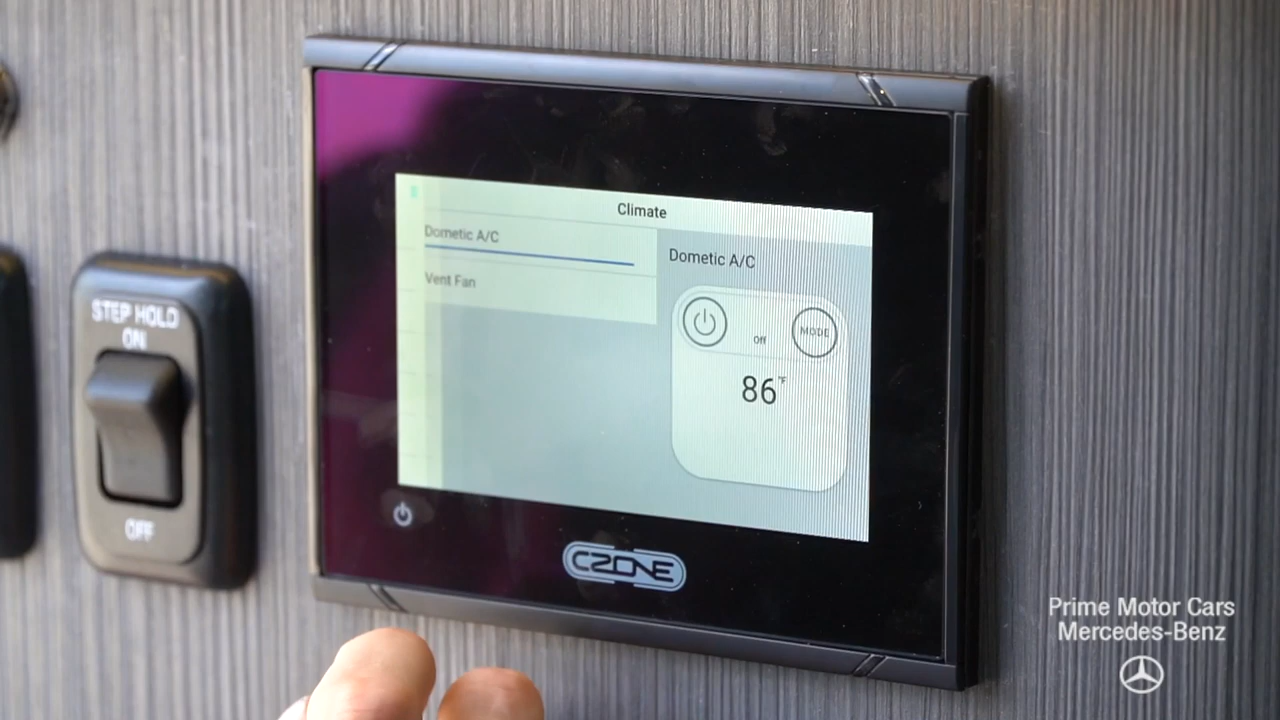 STEP HOLD
ON
OFF
Climate
Dometic A/C
Vent Fan
Dometic A/C
Off
MODE
86°F
CZONE
Prime Motor Cars
Mercedes-Benz